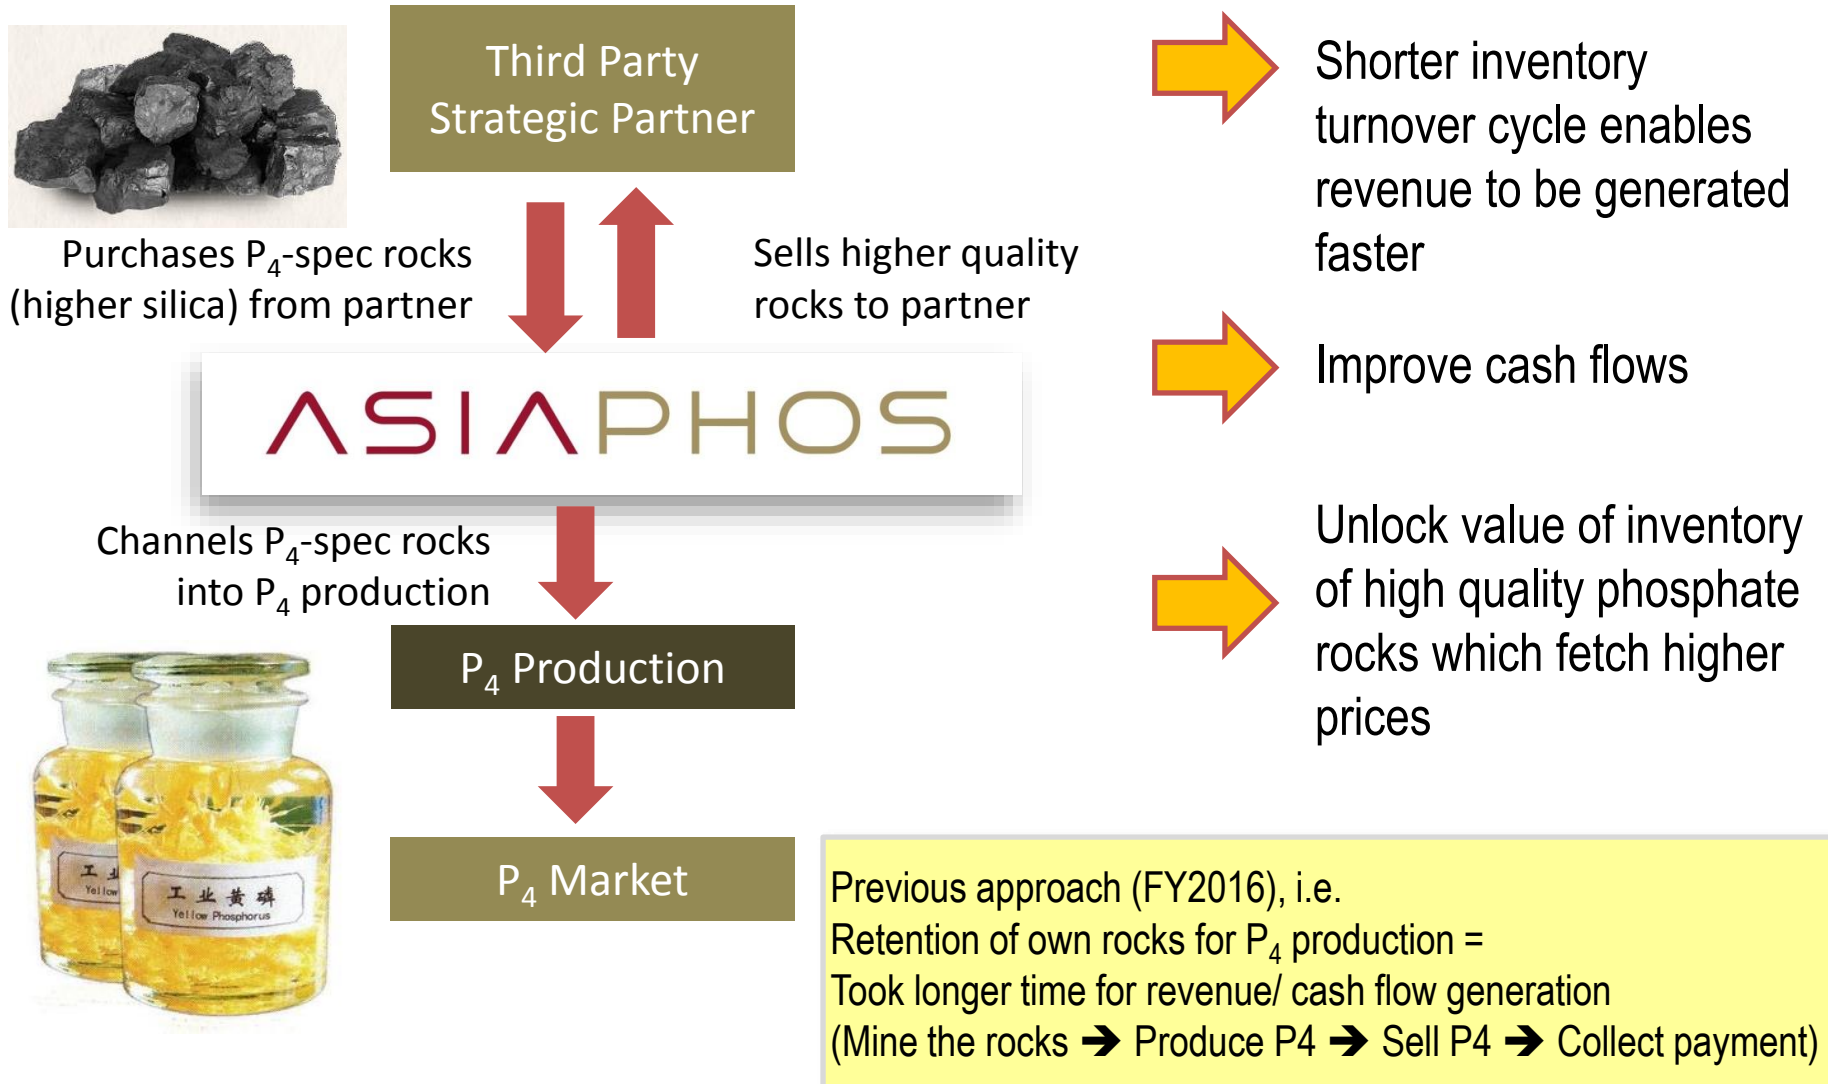 Third Party
Strategic Partner
Purchases P₄-spec rocks
(higher silica) from partner
Sells higher quality
rocks to partner
ASIAPHOS
Channels P₄-spec rocks
into P₄ production
P₄ Production
P₄ Market
工业
Yellow
工业黄磷
Yellow Phosphorus
Shorter inventory
turnover cycle enables
revenue to be generated
faster
Improve cash flows
Unlock value of inventory
of high quality phosphate
rocks which fetch higher
prices
Previous approach (FY2016), i.e.
Retention of own rocks for P₄ production =
Took longer time for revenue/ cash flow generation
(Mine the rocks ➔ Produce P4 ➔ Sell P4 ➔ Collect payment)